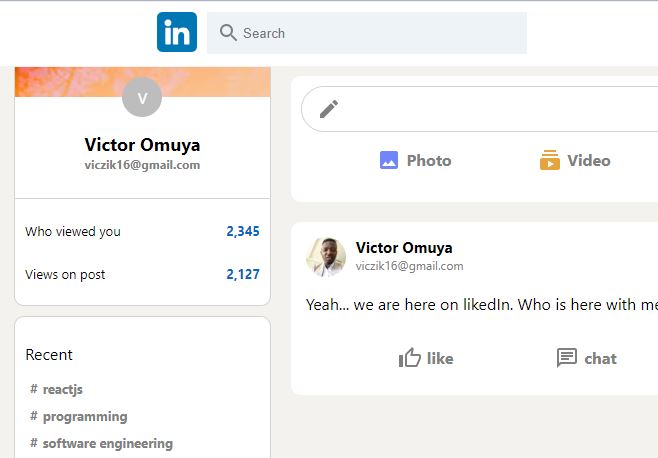 in
Search
V
Victor Omuya
viczik16@gmail.com
Who viewed you 2,345
Views on post 2,127
Recent
# reactjs
# programming
# software engineering
Photo Video
Victor Omuya
viczik16@gmail.com
Yeah... we are here on likedIn. Who is here with me
like chat